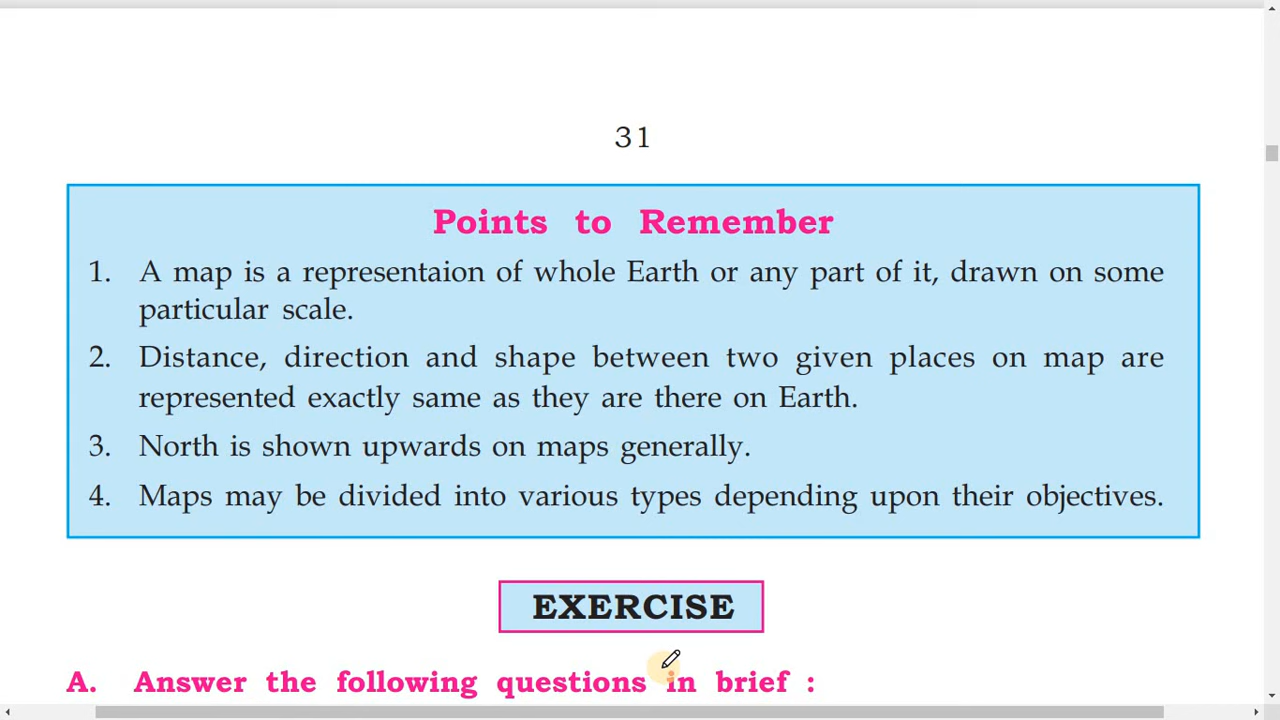 31
Points to Remember
1. A map is a representaion of whole Earth or any part of it, drawn on some
particular scale.
2. Distance, direction and shape between two given places on map are
represented exactly same as they are there on Earth.
3. North is shown upwards on maps generally.
4. Maps may be divided into various types depending upon their objectives.
EXERCISE
A. Answer the following questions in brief :